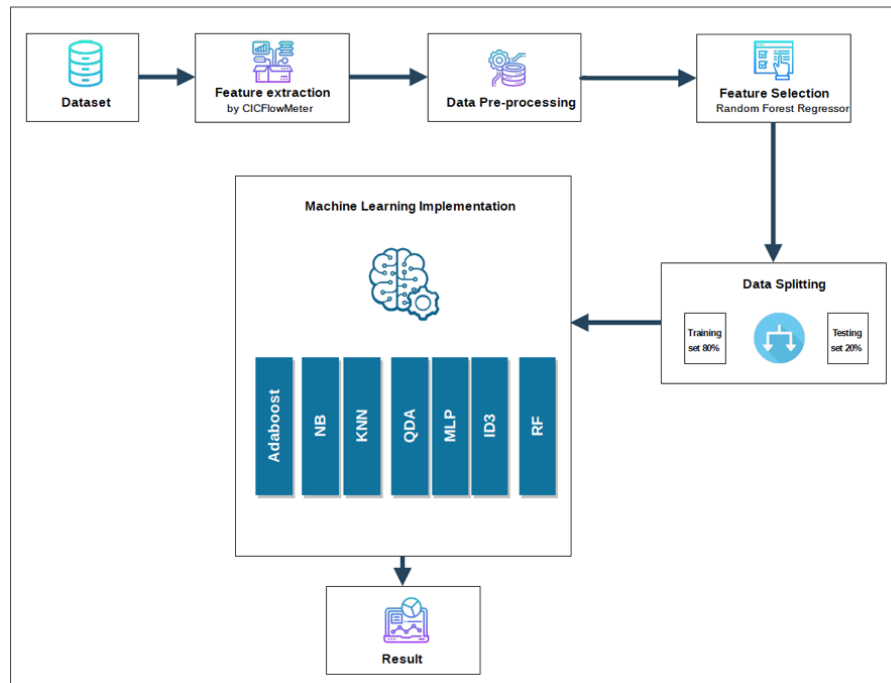 Dataset
Feature extraction
by CICFlowMeter
Data Pre-processing
Feature Selection
Random Forest Regressor
Data Splitting
Training
set 80%
Testing
set 20%
Machine Learning Implementation
Adaboost
NB
KNN
QDA
MLP
ID3
RF
Result